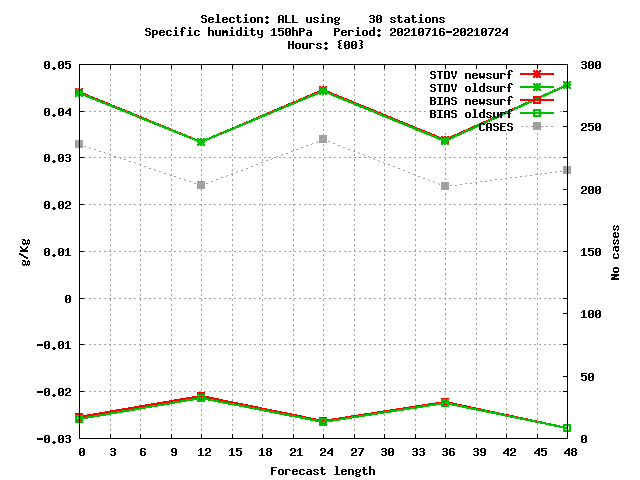 Selection: ALL using    30 stations
Specific humidity 150hPa   Period: 20210716-20210724
Hours: {00}
0.05
0.04
0.03
0.02
0.01
0
-0.01
-0.02
-0.03
g/Kg
STDV newsurf
STDV oldsurf
BIAS newsurf
BIAS oldsurf
CASES
300
250
200
150
100
50
0
No cases
0 3 6 9 12 15 18 21 24 27 30 33 36 39 42 45 48
Forecast length